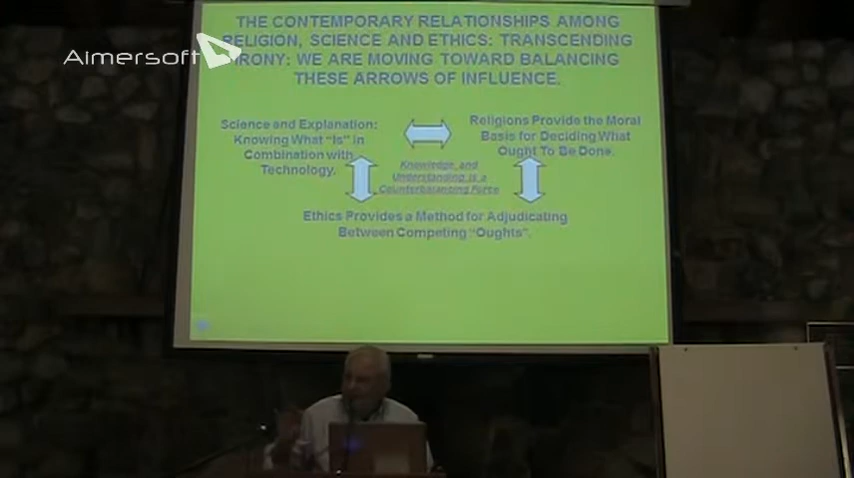 Aimersoft
THE CONTEMPORARY RELATIONSHIPS AMONG
RELIGION, SCIENCE AND ETHICS: TRANSCENDING
IRONY: WE ARE MOVING TOWARD BALANCING
THESE ARROWS OF INFLUENCE.
Science and Explanation:
Knowing What "Is" in
Combination with
Technology.
Religions Provide the Moral
Basis for Deciding What
Ought To Be Done.
Knowledge and
Understanding is a
Counterbalancing Force
Ethics Provides a Method for Adjudicating
Between Competing "Oughts".